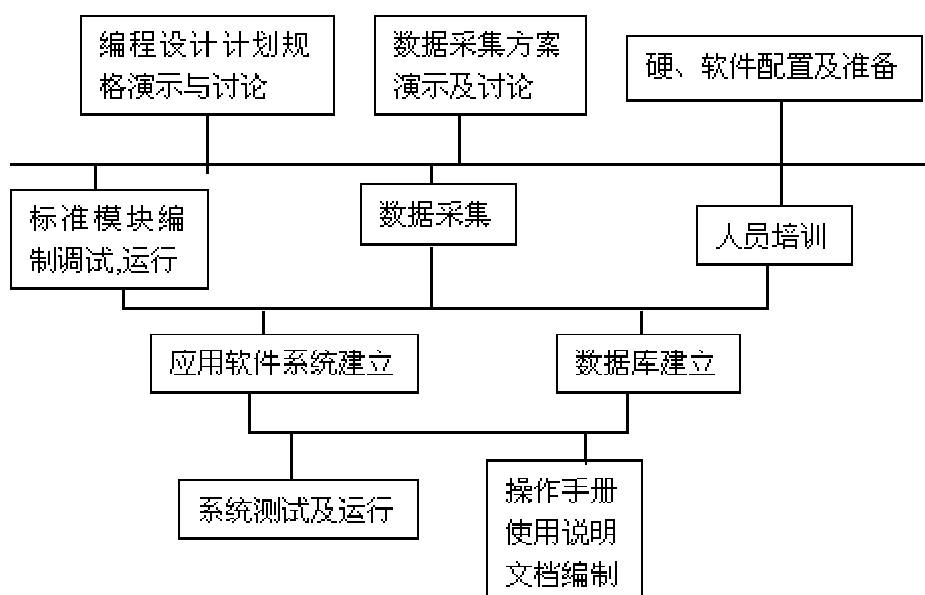 编程设计计划规
格演示与讨论
数据采集方案
演示及讨论
硬、软件配置及准备
标准模块编
制调试,运行
数据采集
人员培训
应用软件系统建立
数据库建立
系统测试及运行
操作手册
使用说明
文档编制